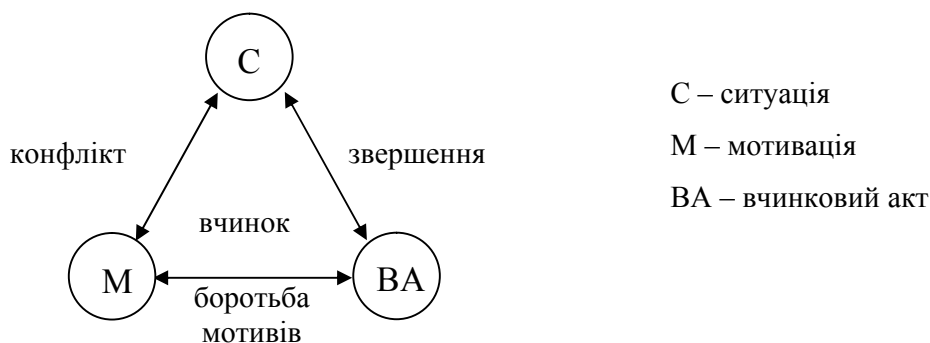 С
С – ситуація
М – мотивація
ВА – вчинковий акт
конфлікт
звершення
вчинок
М
ВА
боротьба
мотивів